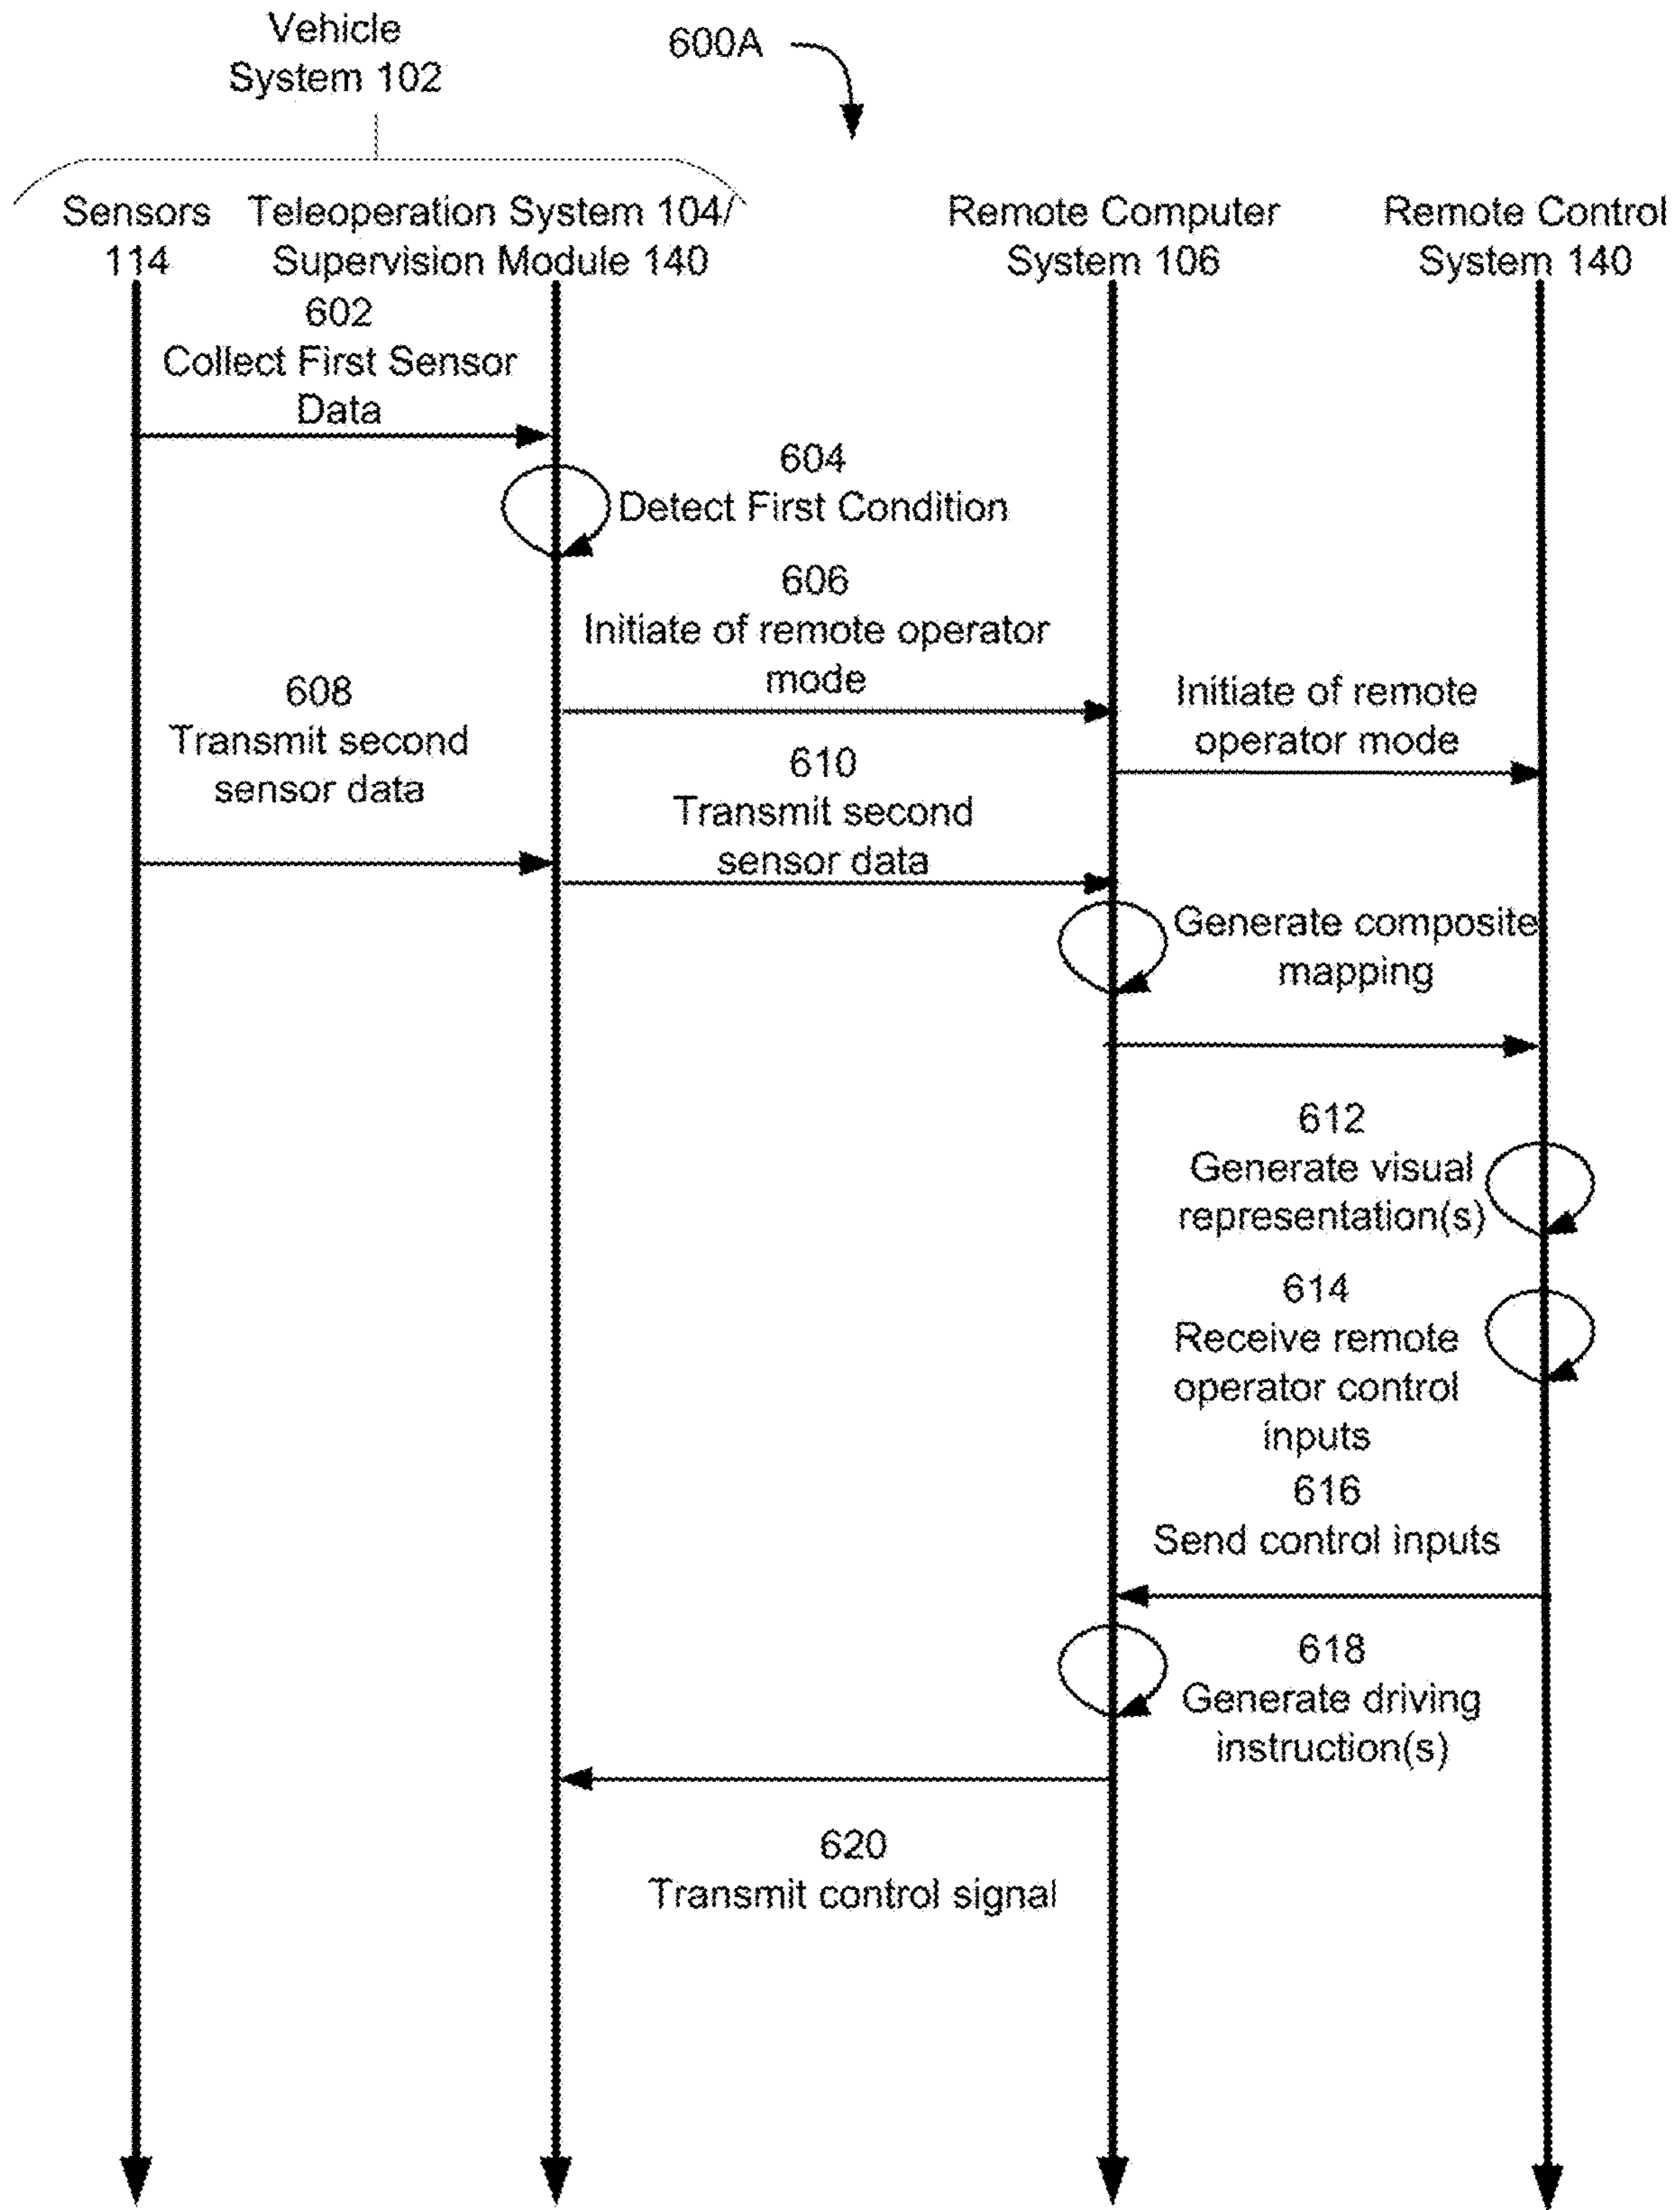 Vehicle
System 102
600A
Sensors
114
Teleoperation System 104/
Supervision Module 140
Remote Computer
System 106
Remote Control
System 140
602
Collect First Sensor
Data
604
Detect First Condition
606
Initiate of remote operator
mode
Initiate of remote
operator mode
608
Transmit second
sensor data
610
Transmit second
sensor data
Generate composite
mapping
612
Generate visual
representation(s)
614
Receive remote
operator control
inputs
616
Send control inputs
618
Generate driving
instruction(s)
620
Transmit control signal